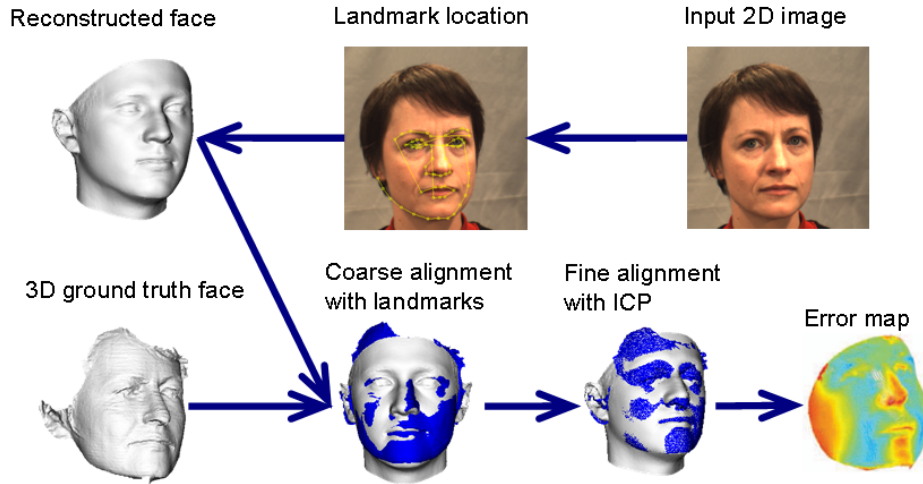 Reconstructed face
Landmark location
Input 2D image
3D ground truth face
Coarse alignment
with landmarks
Fine alignment
with ICP
Error map